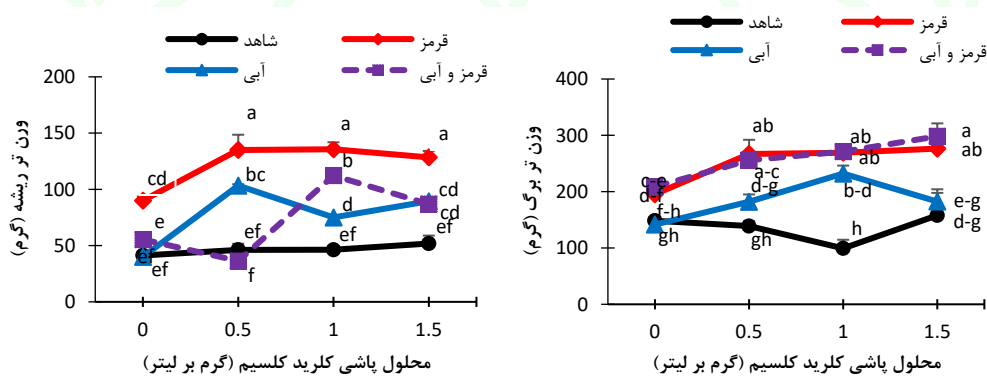 شاهد
قرمز
آبی
قرمز و آبی
ورن تر ریشه (گرم)
200
150
100
50
0
a
a
a
b
cd
bc
cd
d
cd
e
ef
ef
ef
ef
ef
f
0 0.5 1 1.5
محلول پاشی کلرید کلسیم (گرم بر لیتر)
شاهد
قرمز
آبی
قرمز و آبی
وزن تر برگ (گرم)
400
300
200
100
0
ab
ab
a
ab
ab
c-e
a-c
d-f
d-g
b-d
e-g
f-h
d-g
gh
gh
h
0 0.5 1 1.5
محلول پاشی کلرید کلسیم (گرم بر لیتر)